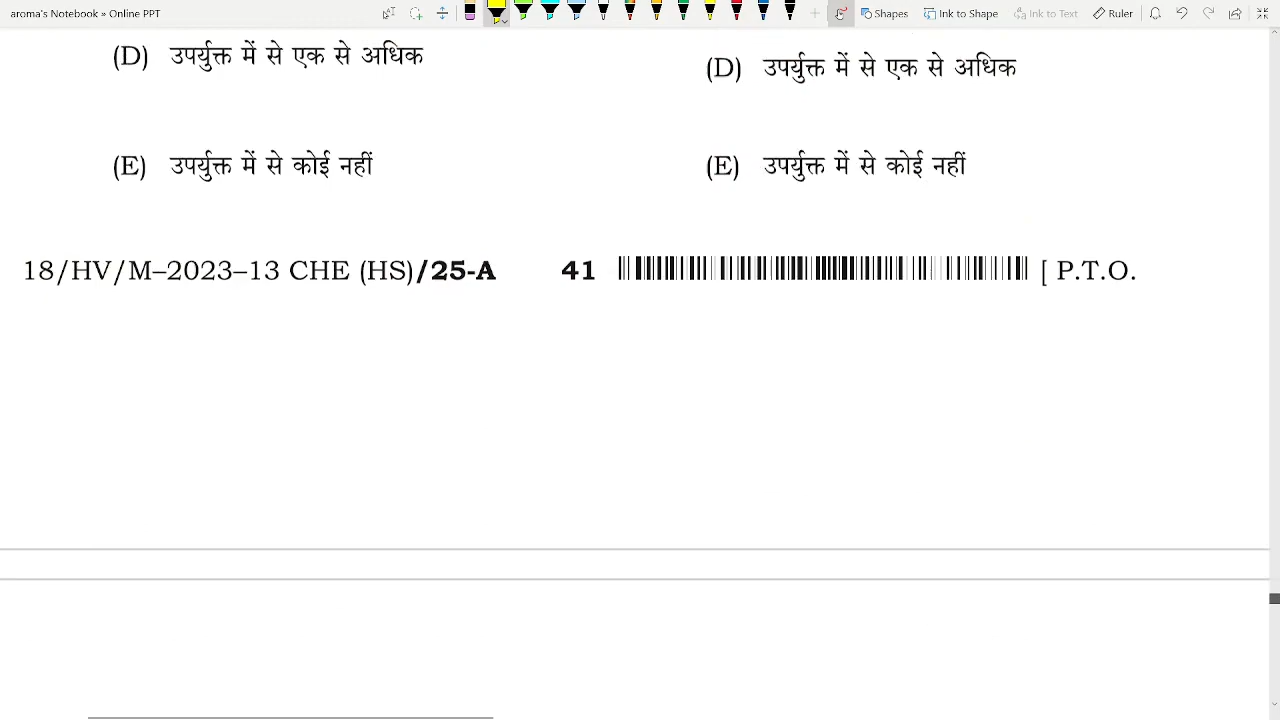 aroma's Notebook » Online PPT
Shapes
Ink to Shape
Ink to Text
Ruler
(D) उपर्युक्त में से एक से अधिक
(E) उपर्युक्त में से कोई नहीं
(D) उपर्युक्त में से एक से अधिक
(E) उपर्युक्त में से कोई नहीं
18/HV/M–2023–13 CHE (HS)/25-A 41 [ P.T.O.